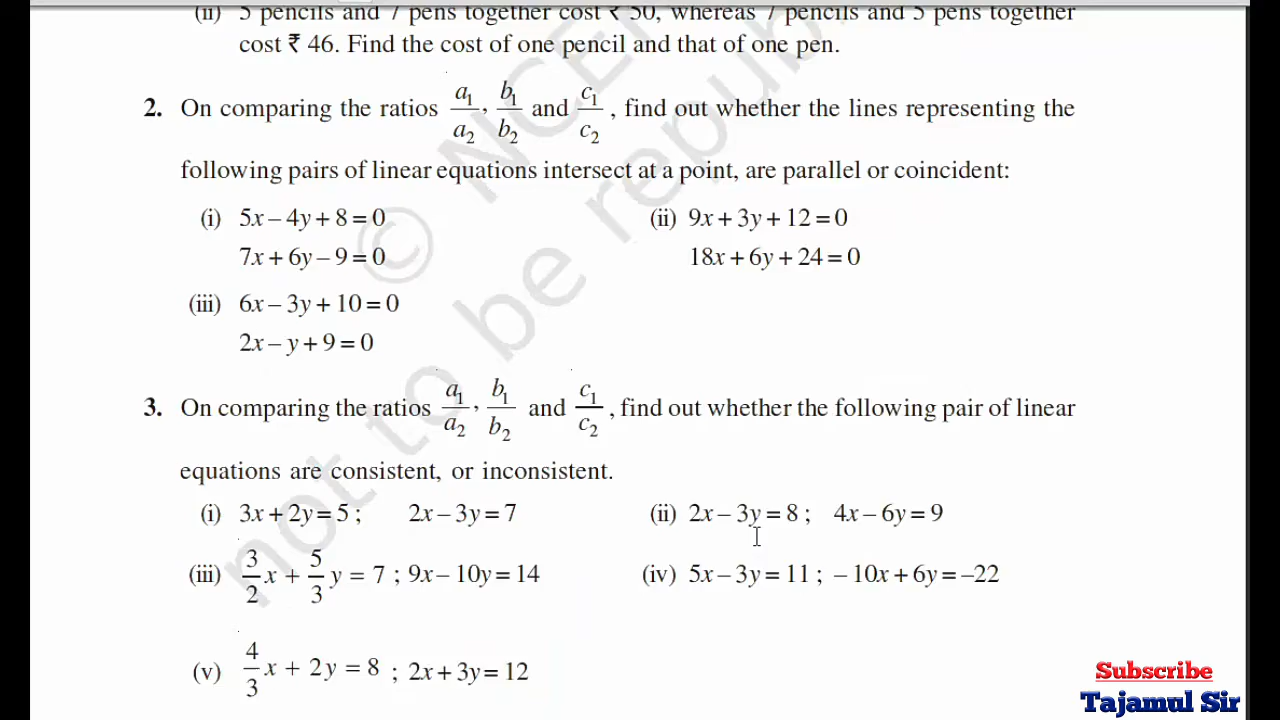 (ii) 5 pencils and 7 pens together cost ₹ 50, whereas 7 pencils and 5 pens together
cost ₹ 46. Find the cost of one pencil and that of one pen.
2. On comparing the ratios a₁/a₂, b₁/b₂ and c₁/c₂, find out whether the lines representing the
following pairs of linear equations intersect at a point, are parallel or coincident:
(i) 5x – 4y + 8 = 0
7x + 6y – 9 = 0
(ii) 9x + 3y + 12 = 0
18x + 6y + 24 = 0
(iii) 6x – 3y + 10 = 0
2x – y + 9 = 0
3. On comparing the ratios a₁/a₂, b₁/b₂ and c₁/c₂, find out whether the following pair of linear
equations are consistent, or inconsistent.
(i) 3x + 2y = 5 ; 2x – 3y = 7
(ii) 2x – 3y = 8 ; 4x – 6y = 9
(iii) 3/2 x + 5/3 y = 7 ; 9x – 10y = 14
(iv) 5x – 3y = 11 ; – 10x + 6y = –22
(v) 4/3 x + 2y = 8 ; 2x + 3y = 12
© NCERT
not to be republ
Subscribe
Tajamul Sir